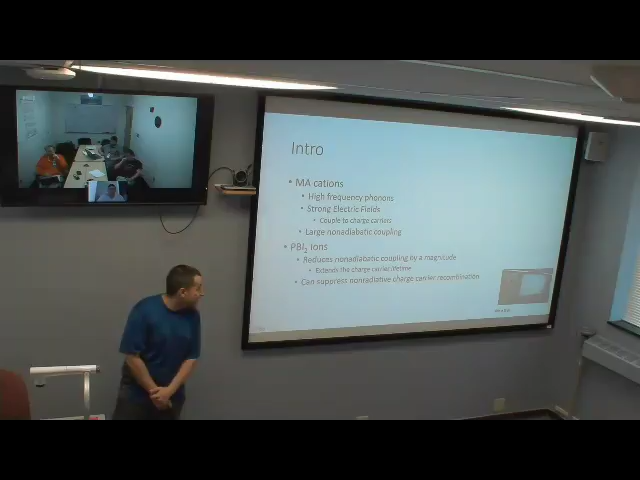 Intro
• MA cations
• High frequency phonons
• Strong Electric Fields
• Couple to charge carriers
• Large nonadiabatic coupling
• PBI2 ions
• Reduces nonadiabatic coupling by a magnitude
• Extends the charge carrier lifetime
• Can suppress nonradiative charge carrier recombination